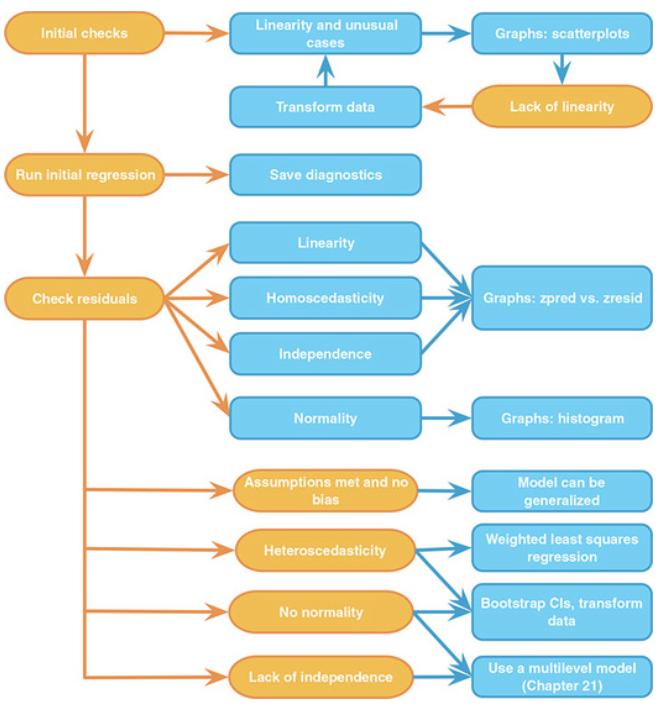 Initial checks
Linearity and unusual
cases
Graphs: scatterplots
Transform data
Lack of linearity
Run initial regression
Save diagnostics
Linearity
Check residuals
Homoscedasticity
Graphs: zpred vs. zresid
Independence
Normality
Graphs: histogram
Assumptions met and no
bias
Model can be
generalized
Heteroscedasticity
Weighted least squares
regression
No normality
Bootstrap CIs, transform
data
Lack of independence
Use a multilevel model
(Chapter 21)